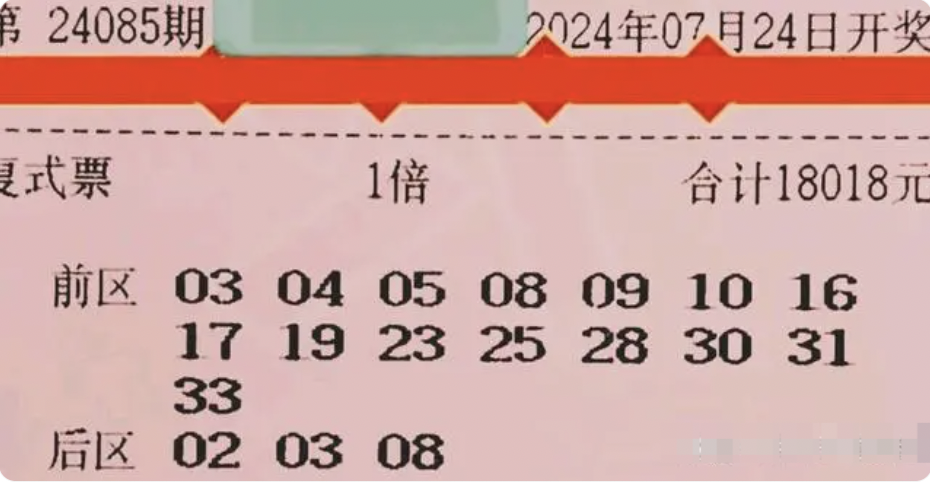 第 24085期 2024年07月24日开奖
复式票 1倍 合计18018元
前区 03 04 05 08 09 10 16
17 19 23 25 28 30 31
33
后区 02 03 08